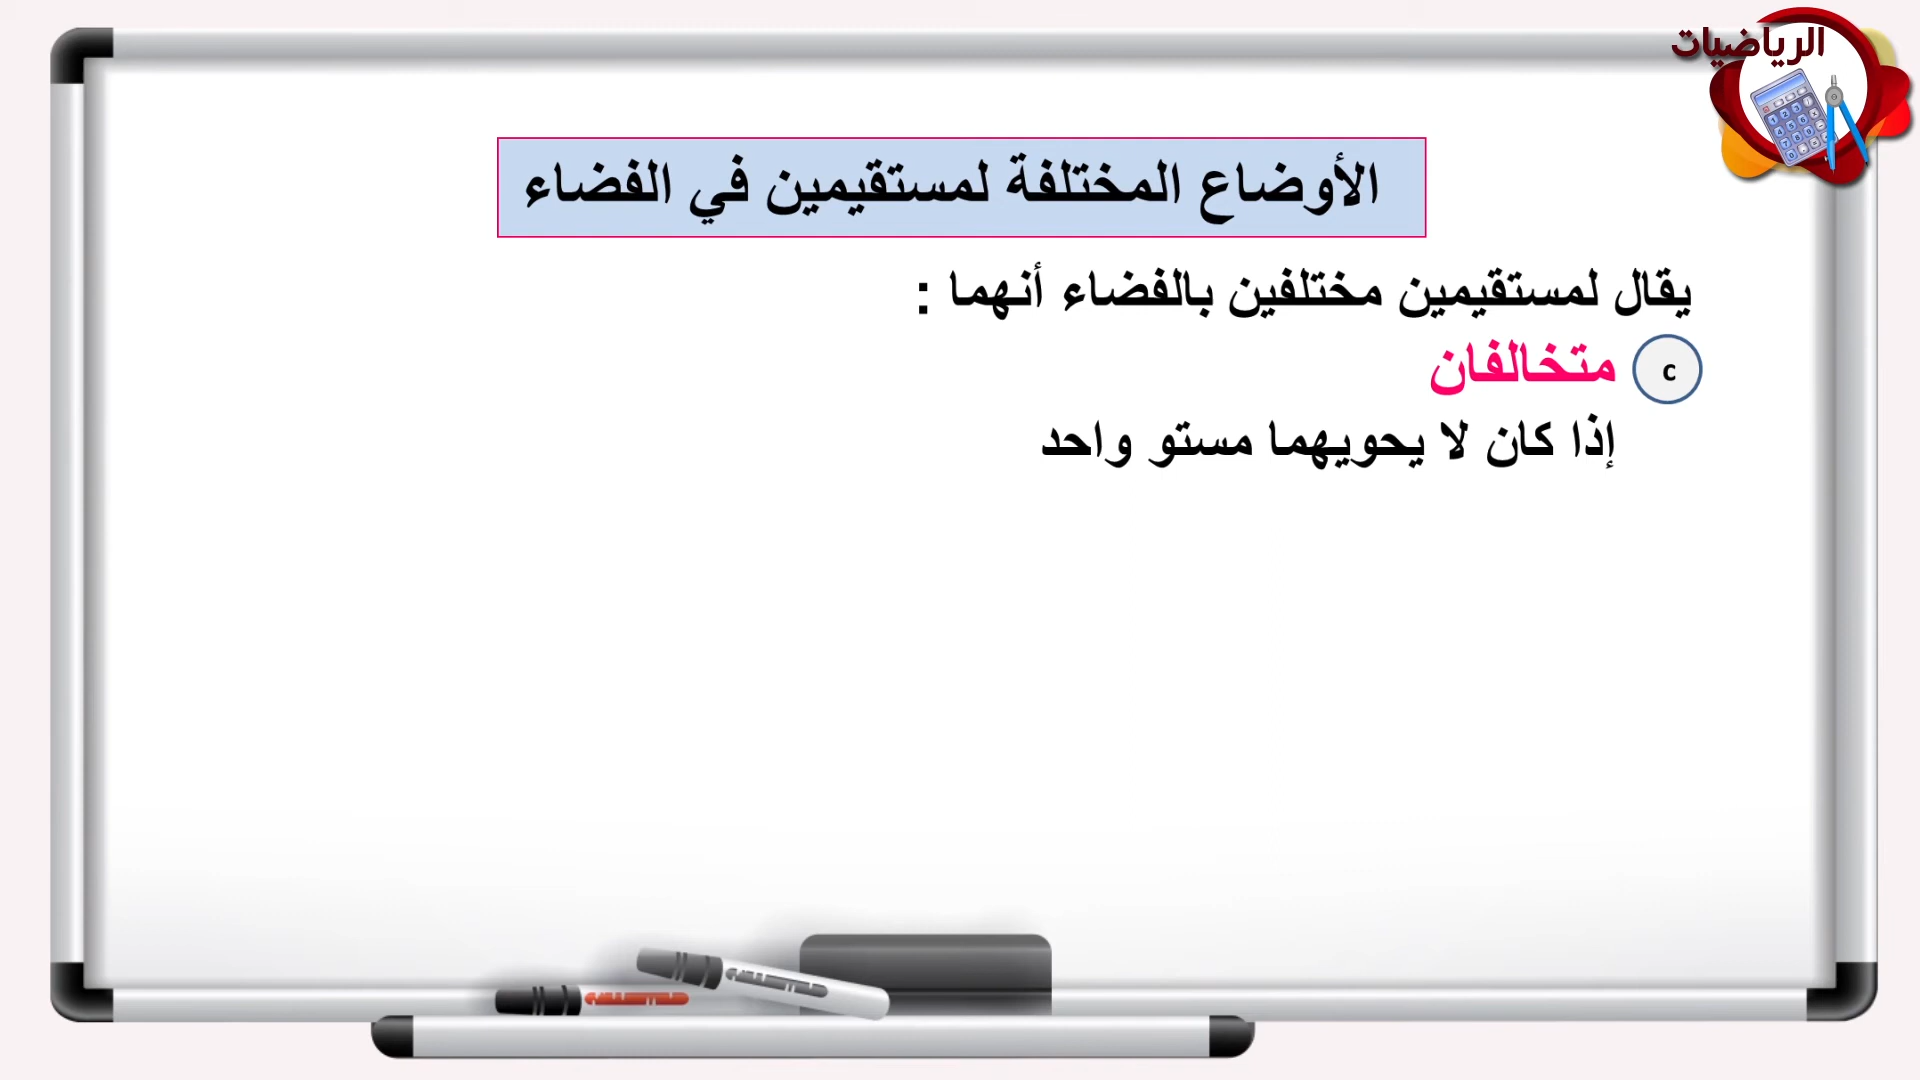 الرياضيات
الأوضاع المختلفة لمستقيمين في الفضاء
يقال لمستقيمين مختلفين بالفضاء أنهما :
c متخالفان
إذا كان لا يحويهما مستو واحد